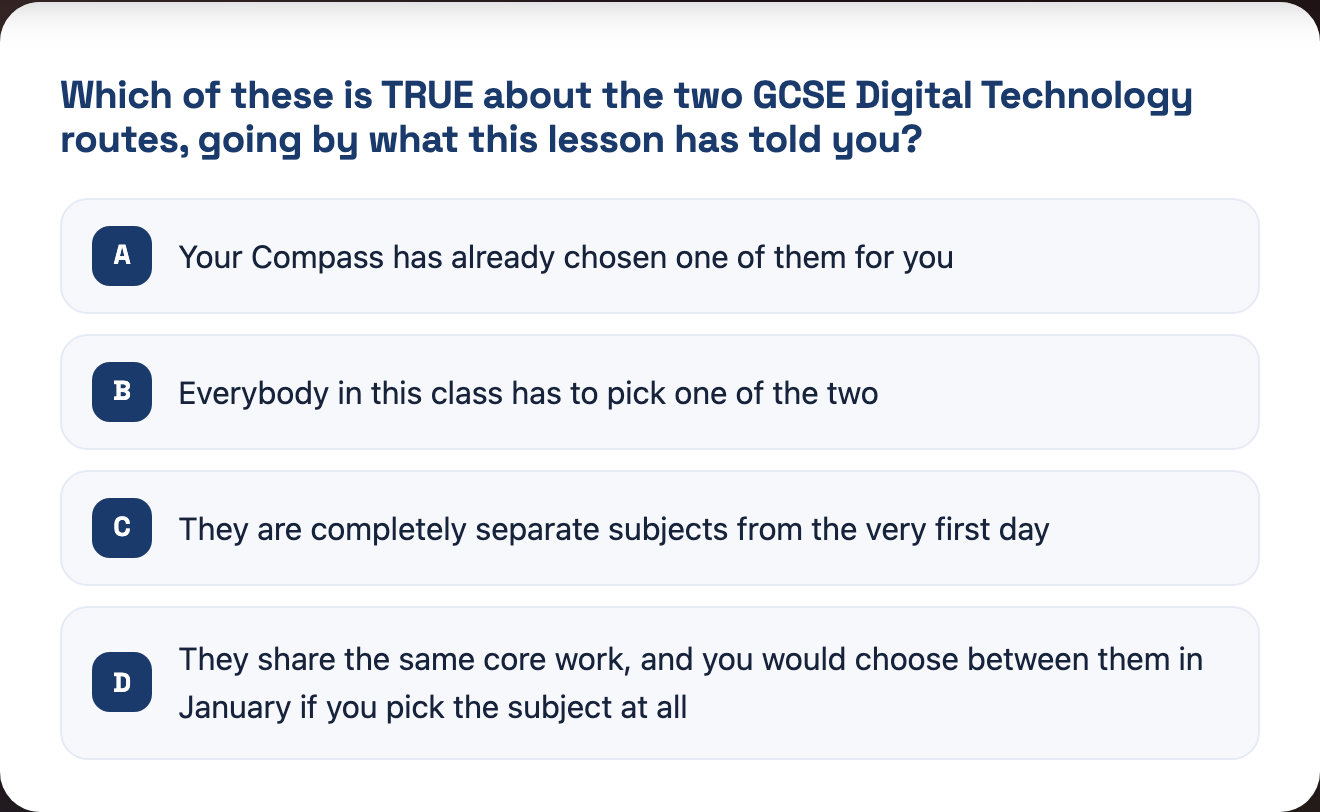 Which of these is TRUE about the two GCSE Digital Technology
routes, going by what this lesson has told you?
A
Your Compass has already chosen one of them for you
B
Everybody in this class has to pick one of the two
C
They are completely separate subjects from the very first day
D
They share the same core work, and you would choose between them in
January if you pick the subject at all